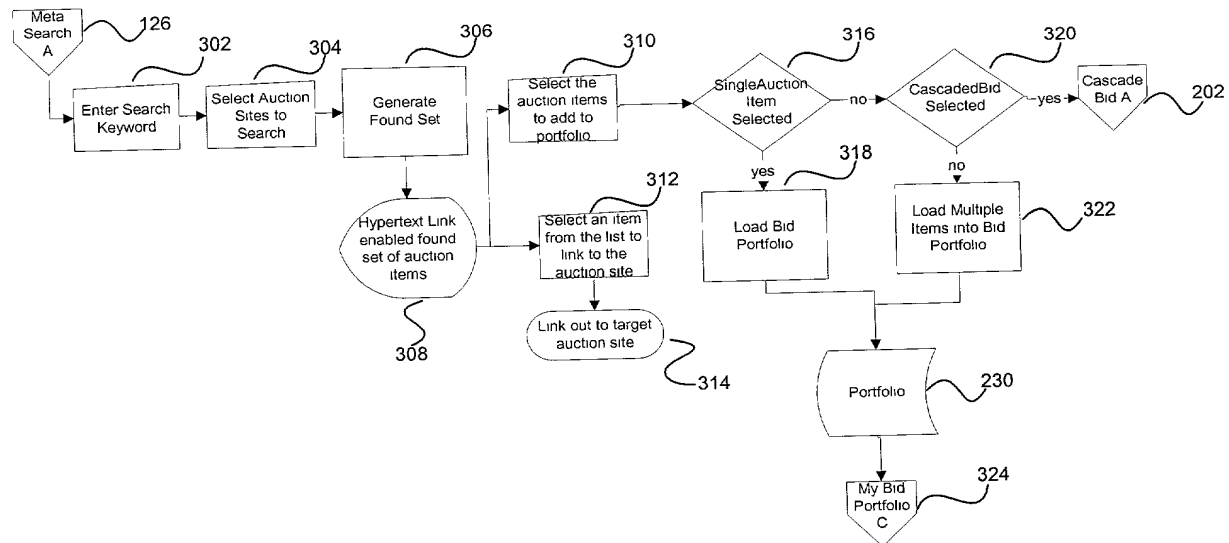 Meta
Search
A
126
302
304
306
310
316
320
Enter Search
Keyword
Select Auction
Sites to
Search
Generate
Found Set
Select the
auction items
to add to
portfolio
SingleAuction
Item
Selected
no
CascadedBid
Selected
yes
Cascade
Bid A
202
yes
318
no
312
Hypertext Link
enabled found
set of auction
items
Select an item
from the list to
link to the
auction site
Load Bid
Portfolio
Load Multiple
Items into Bid
Portfolio
322
308
Link out to target
auction site
314
Portfolio
230
My Bid
Portfolio
C
324